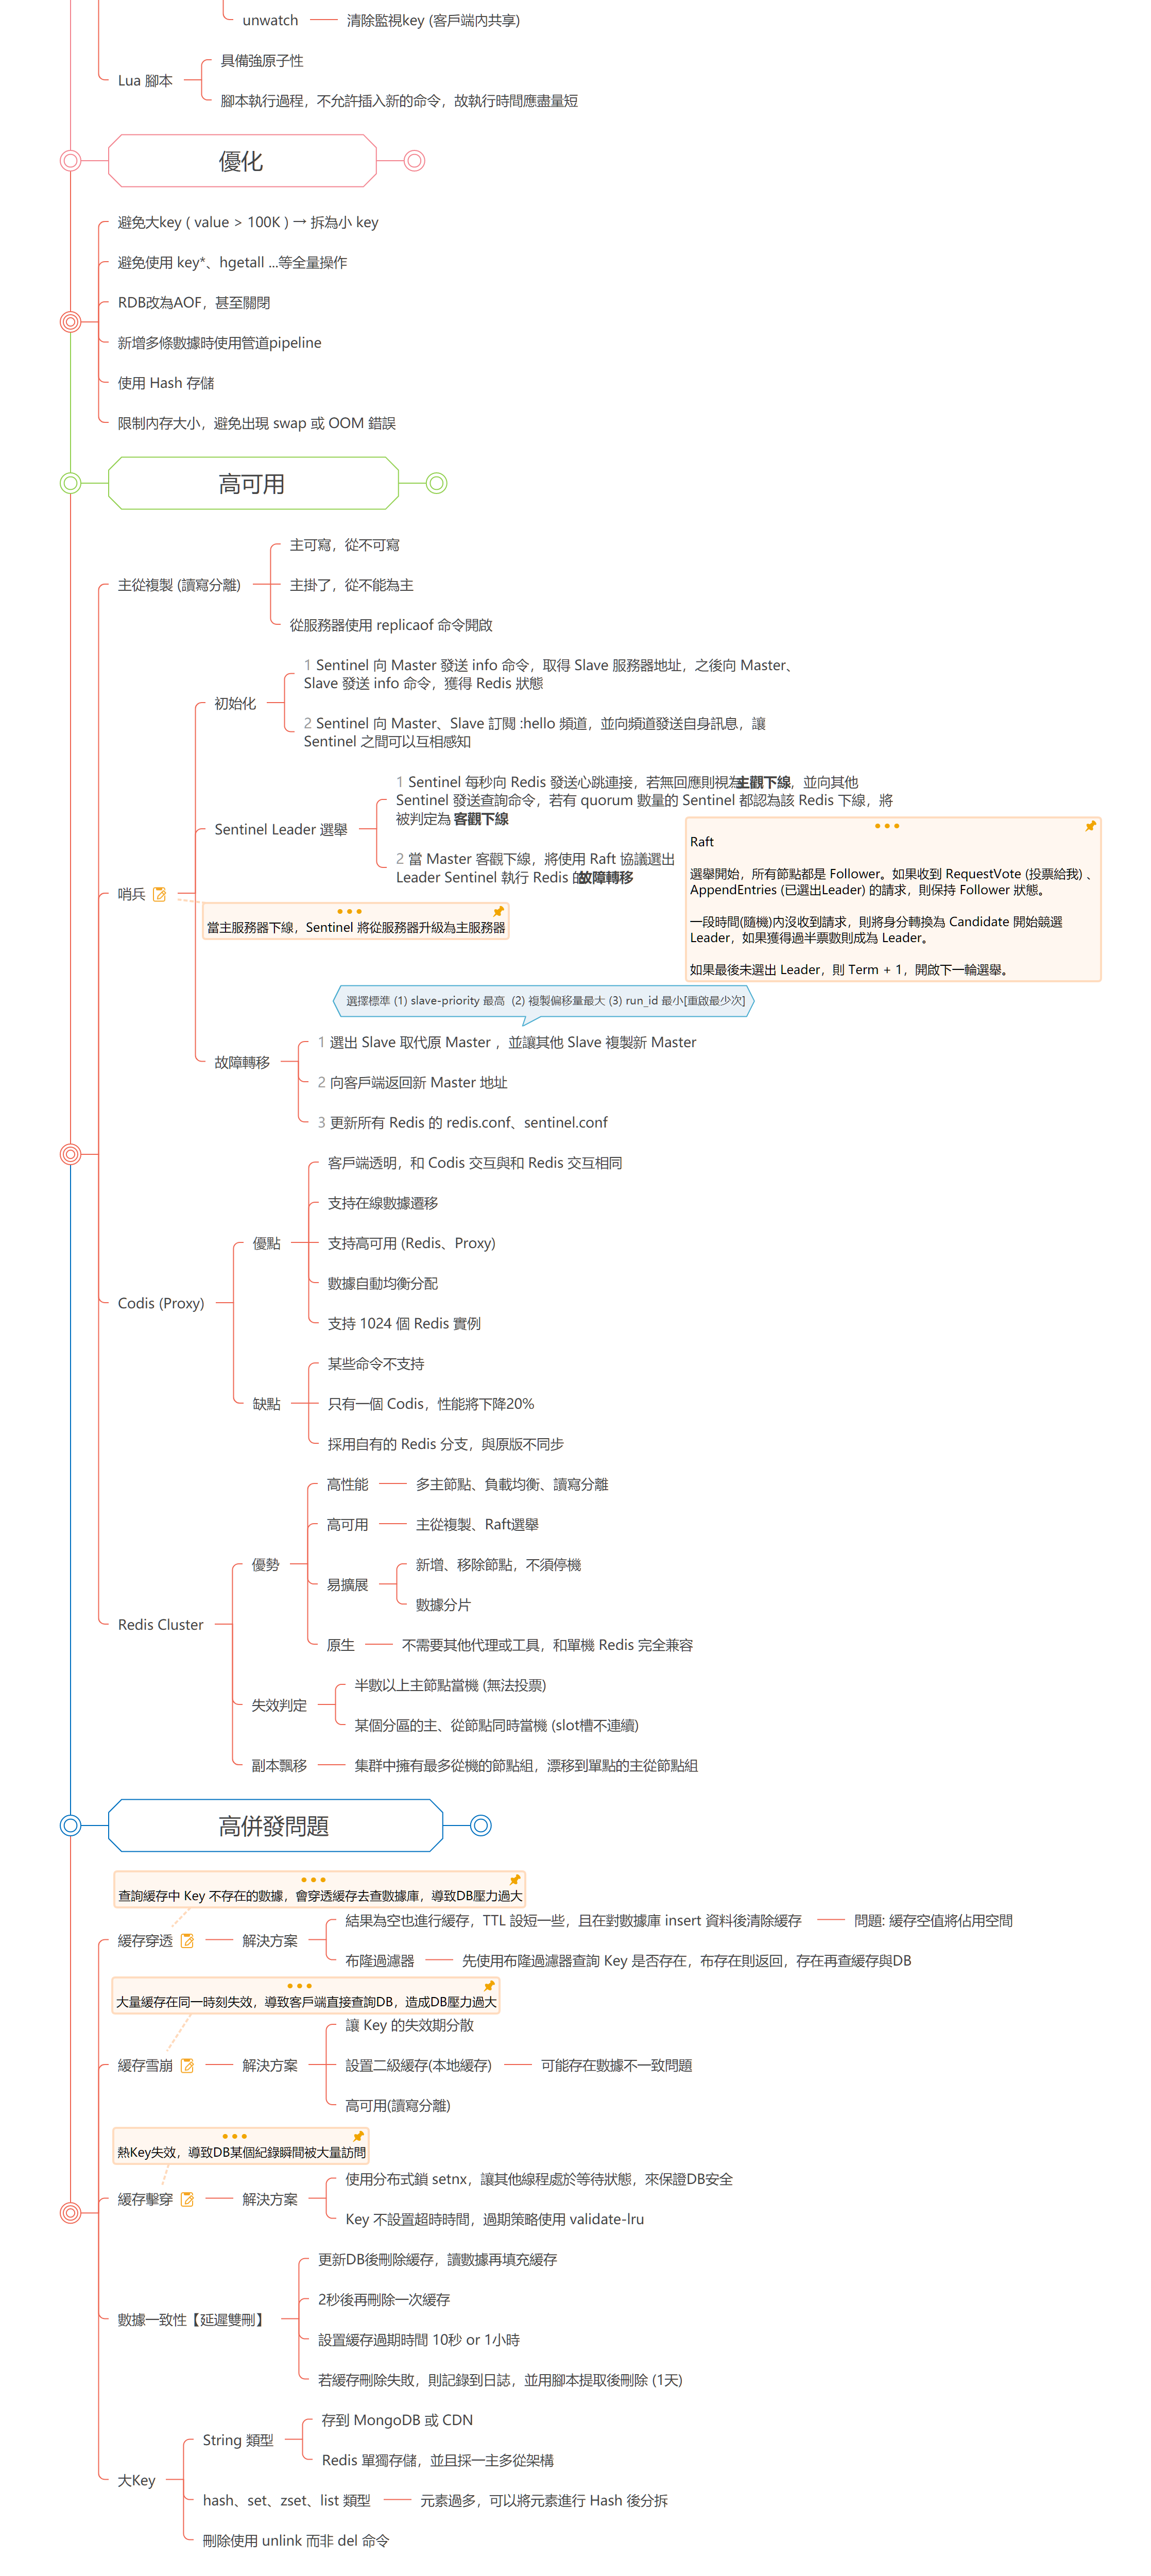 unwatch
清除監視key (客戶端內共享)
Lua 腳本
具備強原子性
腳本執行過程，不允許插入新的命令，故執行時間應盡量短
優化
避免大key ( value > 100K ) → 拆為小 key
避免使用 key*、hgetall ...等全量操作
RDB改為AOF，甚至關閉
新增多條數據時使用管道pipeline
使用 Hash 存儲
限制內存大小，避免出現 swap 或 OOM 錯誤
高可用
主從複製 (讀寫分離)
主可寫，從不可寫
主掛了，從不能為主
從服務器使用 replicaof 命令開啟
哨兵
當主服務器下線，Sentinel 將從服務器升級為主服務器
初始化
1 Sentinel 向 Master 發送 info 命令，取得 Slave 服務器地址，之後向 Master、
Slave 發送 info 命令，獲得 Redis 狀態
2 Sentinel 向 Master、Slave 訂閱 :hello 頻道，並向頻道發送自身訊息，讓
Sentinel 之間可以互相感知
Sentinel Leader 選舉
1 Sentinel 每秒向 Redis 發送心跳連接，若無回應則視為主觀下線，並向其他
Sentinel 發送查詢命令，若有 quorum 數量的 Sentinel 都認為該 Redis 下線，將
被判定為 客觀下線
2 當 Master 客觀下線，將使用 Raft 協議選出
Leader Sentinel 執行 Redis 的故障轉移
Raft
選舉開始，所有節點都是 Follower。如果收到 RequestVote (投票給我) 、
AppendEntries (已選出Leader) 的請求，則保持 Follower 狀態。
一段時間(隨機)內沒收到請求，則將身分轉換為 Candidate 開始競選
Leader，如果獲得過半票數則成為 Leader。
如果最後未選出 Leader，則 Term + 1，開啟下一輪選舉。
選擇標準 (1) slave-priority 最高 (2) 複製偏移量最大 (3) run_id 最小[重啟最少次]
故障轉移
1 選出 Slave 取代原 Master ，並讓其他 Slave 複製新 Master
2 向客戶端返回新 Master 地址
3 更新所有 Redis 的 redis.conf、sentinel.conf
Codis (Proxy)
優點
客戶端透明，和 Codis 交互與和 Redis 交互相同
支持在線數據遷移
支持高可用 (Redis、Proxy)
數據自動均衡分配
支持 1024 個 Redis 實例
缺點
某些命令不支持
只有一個 Codis，性能將下降20%
採用自有的 Redis 分支，與原版不同步
Redis Cluster
優勢
高性能
多主節點、負載均衡、讀寫分離
高可用
主從複製、Raft選舉
易擴展
新增、移除節點，不須停機
數據分片
原生
不需要其他代理或工具，和單機 Redis 完全兼容
失效判定
半數以上主節點當機 (無法投票)
某個分區的主、從節點同時當機 (slot槽不連續)
副本飄移
集群中擁有最多從機的節點組，漂移到單點的主從節點組
高併發問題
查詢緩存中 Key 不存在的數據，會穿透緩存去查數據庫，導致DB壓力過大
緩存穿透
解決方案
結果為空也進行緩存，TTL 設短一些，且在對數據庫 insert 資料後清除緩存
問題: 緩存空值將佔用空間
布隆過濾器
先使用布隆過濾器查詢 Key 是否存在，布存在則返回，存在再查緩存與DB
大量緩存在同一時刻失效，導致客戶端直接查詢DB，造成DB壓力過大
緩存雪崩
解決方案
讓 Key 的失效期分散
設置二級緩存(本地緩存)
可能存在數據不一致問題
高可用(讀寫分離)
熱Key失效，導致DB某個紀錄瞬間被大量訪問
緩存擊穿
解決方案
使用分布式鎖 setnx，讓其他線程處於等待狀態，來保證DB安全
Key 不設置超時時間，過期策略使用 validate-lru
數據一致性【延遲雙刪】
更新DB後刪除緩存，讀數據再填充緩存
2秒後再刪除一次緩存
設置緩存過期時間 10秒 or 1小時
若緩存刪除失敗，則記錄到日誌，並用腳本提取後刪除 (1天)
大Key
String 類型
存到 MongoDB 或 CDN
Redis 單獨存儲，並且採一主多從架構
hash、set、zset、list 類型
元素過多，可以將元素進行 Hash 後分拆
刪除使用 unlink 而非 del 命令